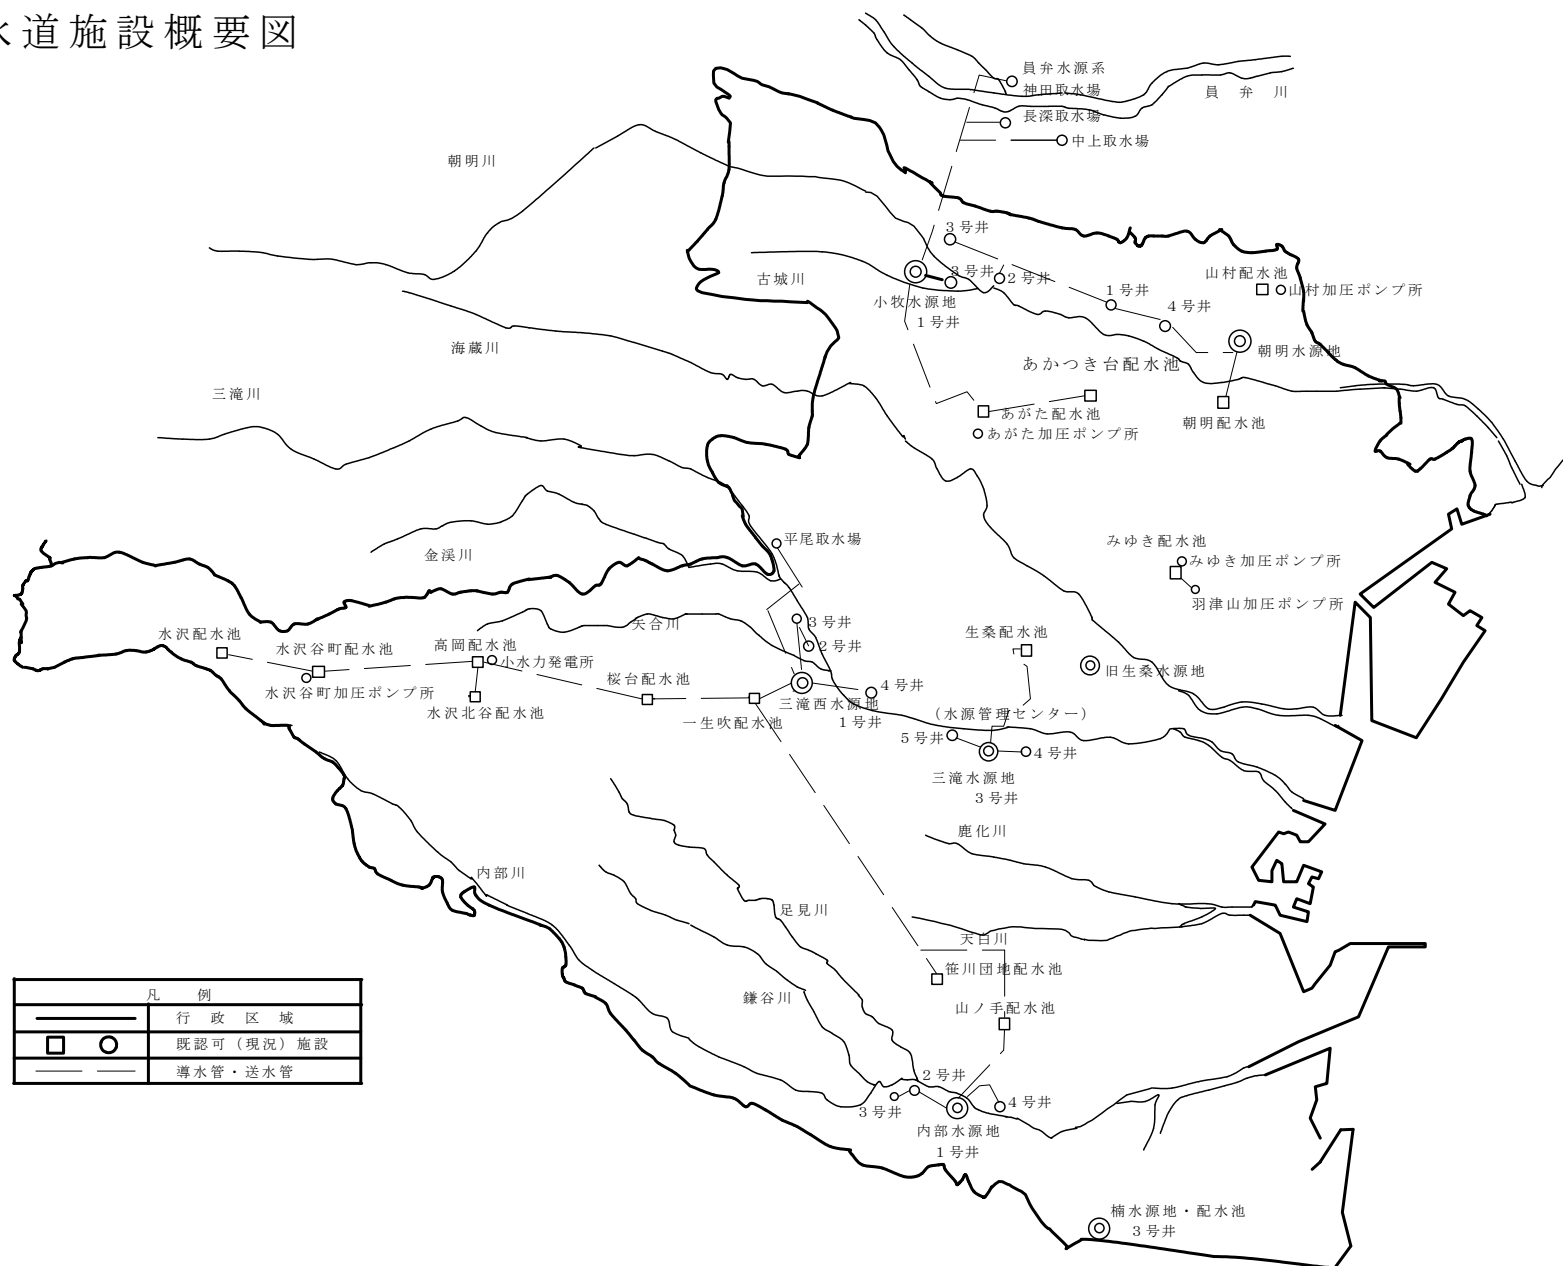 水道施設概要図
員弁水源系
神田取水場
員弁川
長深取水場
中上取水場
朝明川
3号井
古城川
3号井
2号井
山村配水池
山村加圧ポンプ所
小牧水源地
1号井
1号井
4号井
海蔵川
朝明水源地
あかつき台配水池
三滝川
あがた配水池
あがた加圧ポンプ所
朝明配水池
平尾取水場
みゆき配水池
みゆき加圧ポンプ所
金溪川
羽津山加圧ポンプ所
矢合川
3号井
2号井
水沢配水池
水沢谷町配水池
高岡配水池
小水力発電所
生桑配水池
旧生桑水源地
桜台配水池
水沢谷町加圧ポンプ所
4号井
水沢北谷配水池
三滝西水源地
1号井
一生吹配水池
（水源管理センター）
5号井
4号井
三滝水源地
3号井
鹿化川
内部川
足見川
天白川
笹川団地配水池
鎌谷川
山ノ手配水池
凡例
行政区域
既認可（現況）施設
導水管・送水管
2号井
3号井
4号井
内部水源地
1号井
楠水源地・配水池
3号井